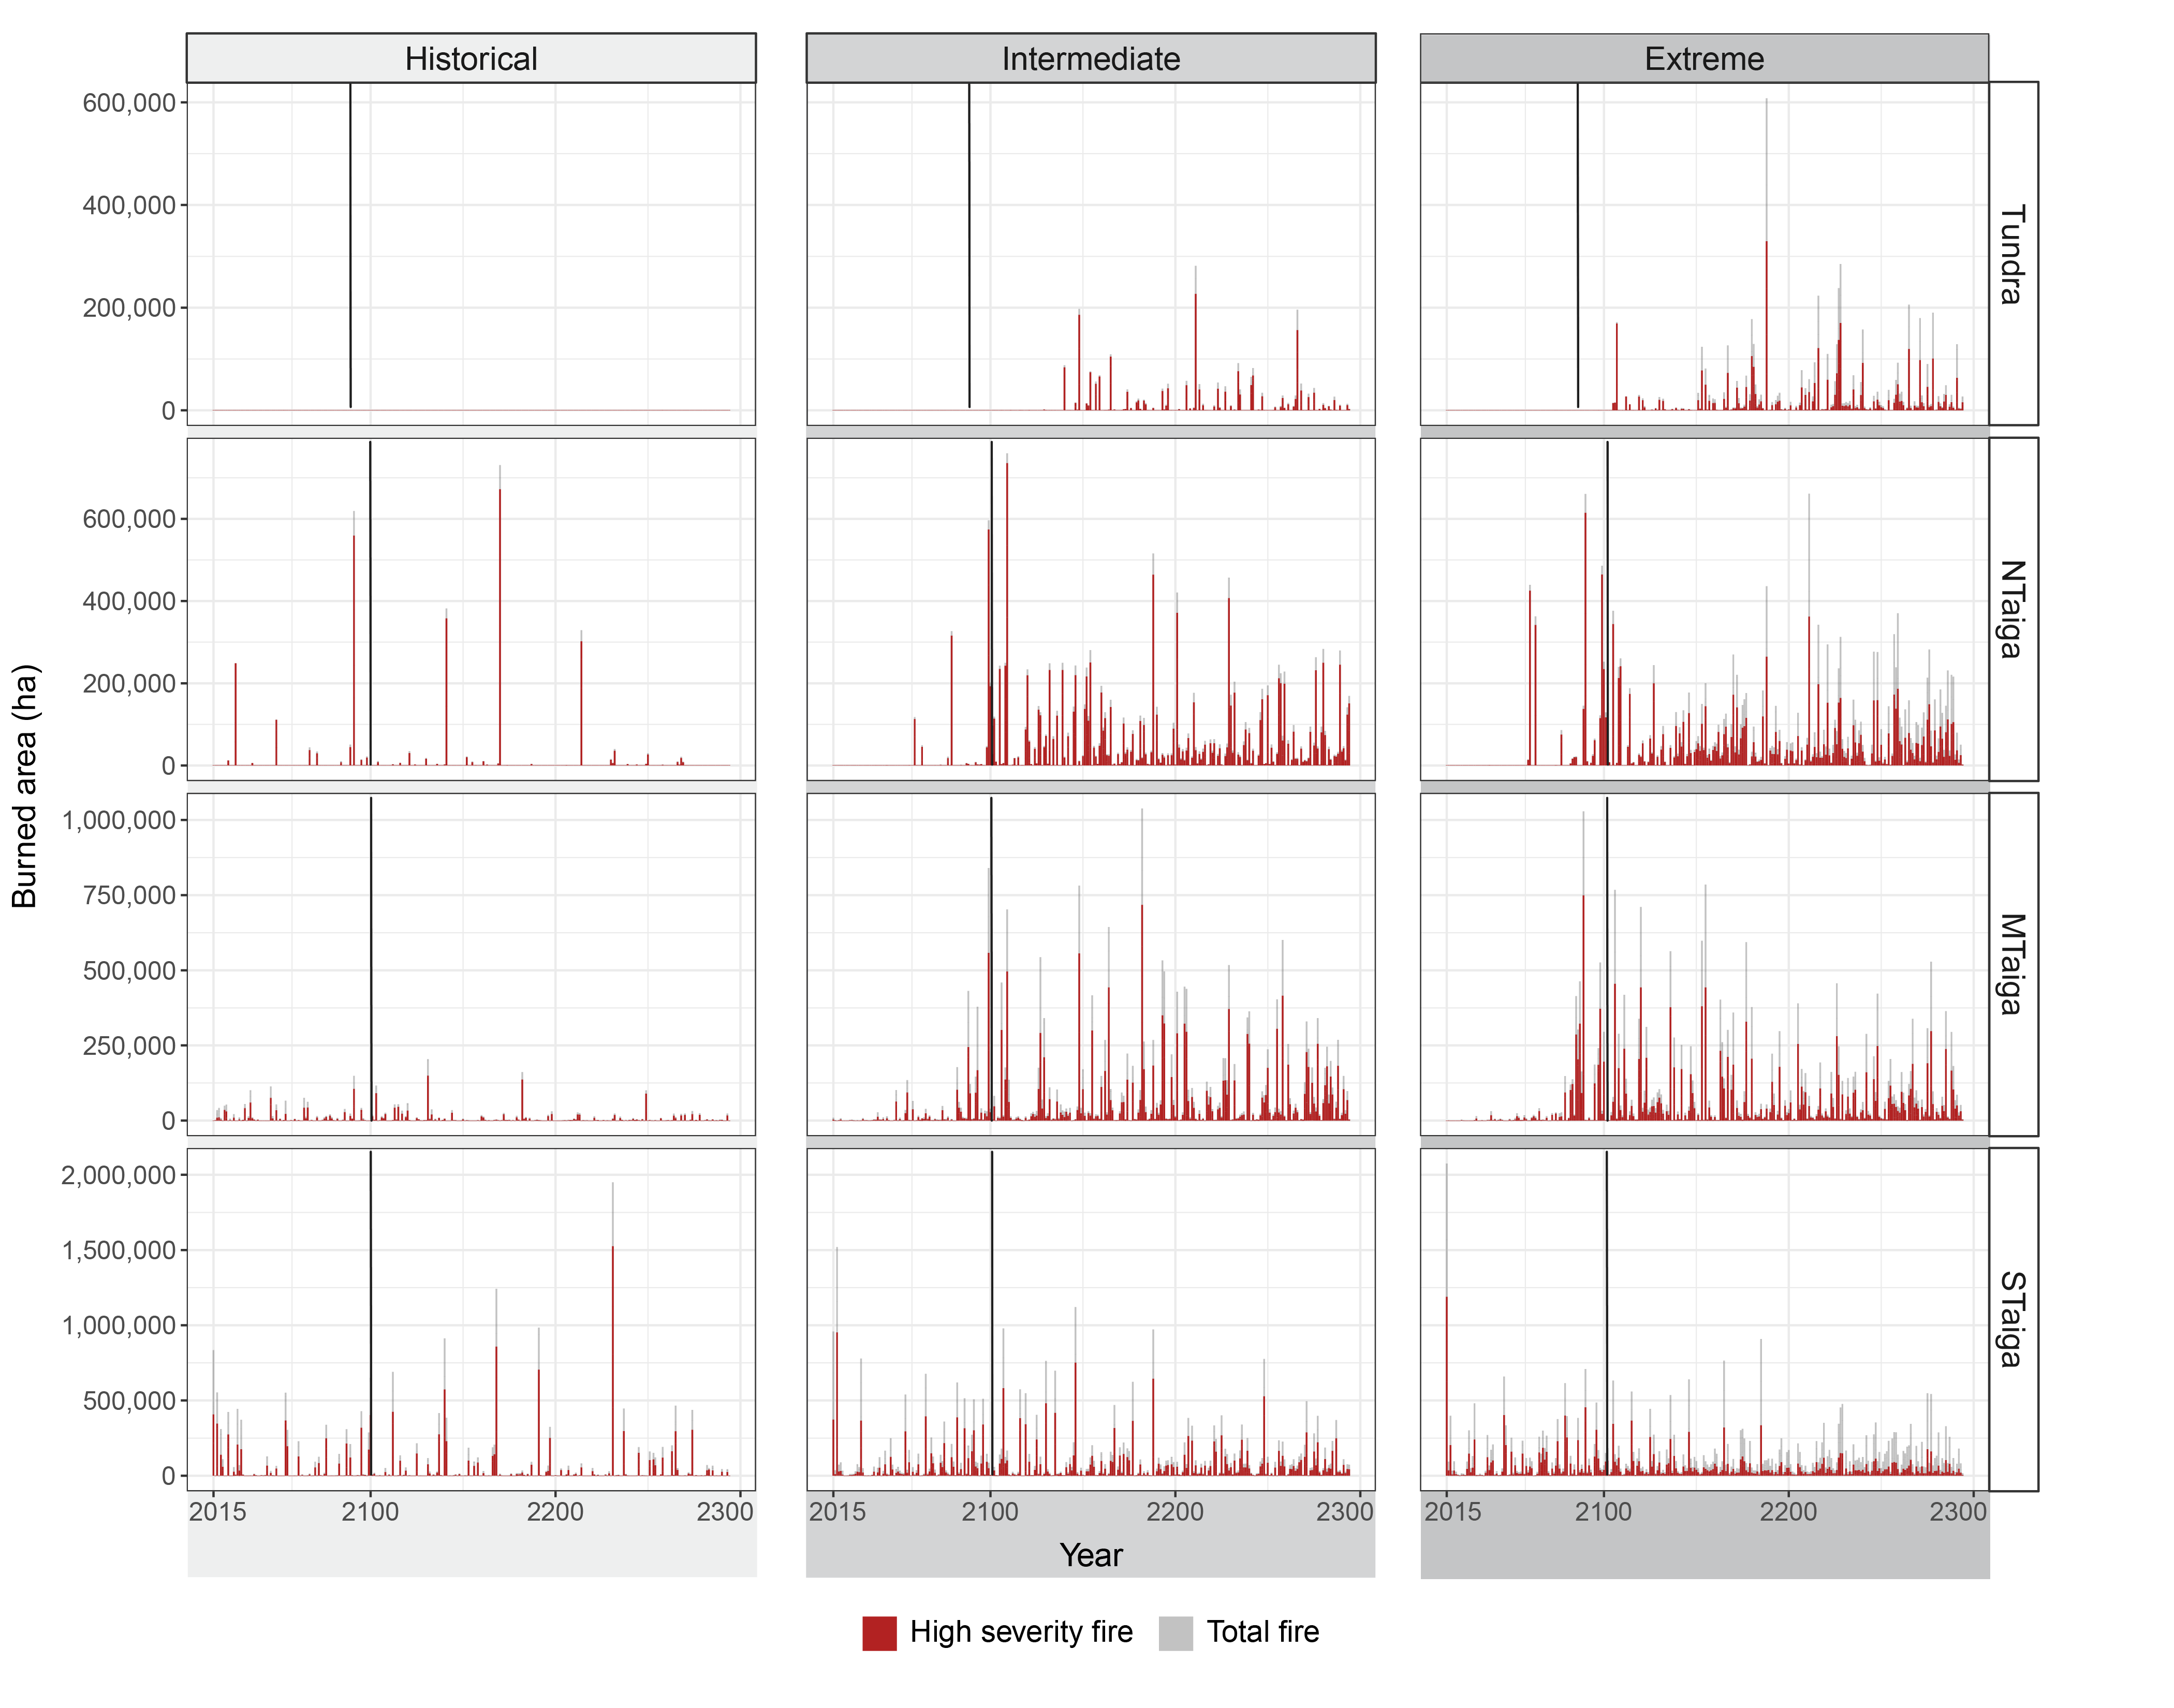 Historical
Intermediate
Extreme
Burned area (ha)
600,000
400,000
200,000
0
Tundra
600,000
400,000
200,000
0
NTaiga
1,000,000
750,000
500,000
250,000
0
MTaiga
2,000,000
1,500,000
1,000,000
500,000
0
STaiga
2015 2100 2200 2300
2015 2100 2200 2300
2015 2100 2200 2300
Year
High severity fire
Total fire